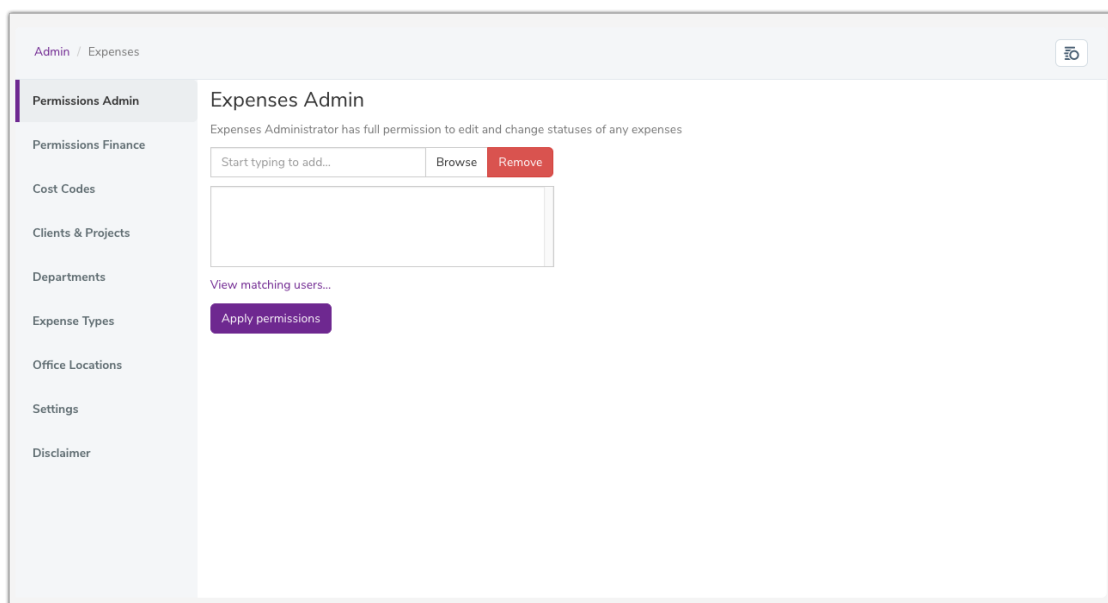 Admin / Expenses
Permissions Admin
Permissions Finance
Cost Codes
Clients & Projects
Departments
Expense Types
Office Locations
Settings
Disclaimer
Expenses Admin
Expenses Administrator has full permission to edit and change statuses of any expenses
Start typing to add... Browse Remove
View matching users...
Apply permissions